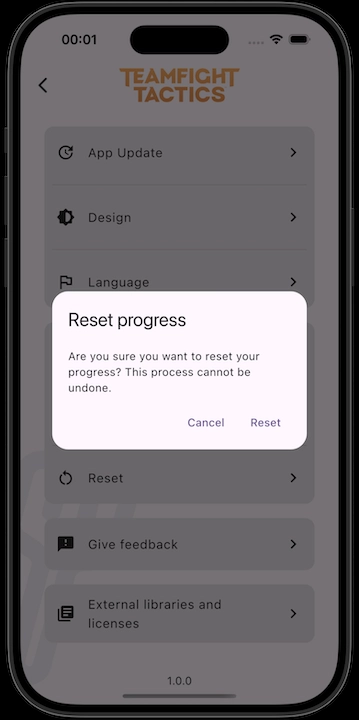 00:01
TEAMFIGHT
TACTICS
App Update
Design
Language
Reset progress
Are you sure you want to reset your
progress? This process cannot be
undone.
Cancel Reset
Reset
Give feedback
External libraries and
licenses
1.0.0